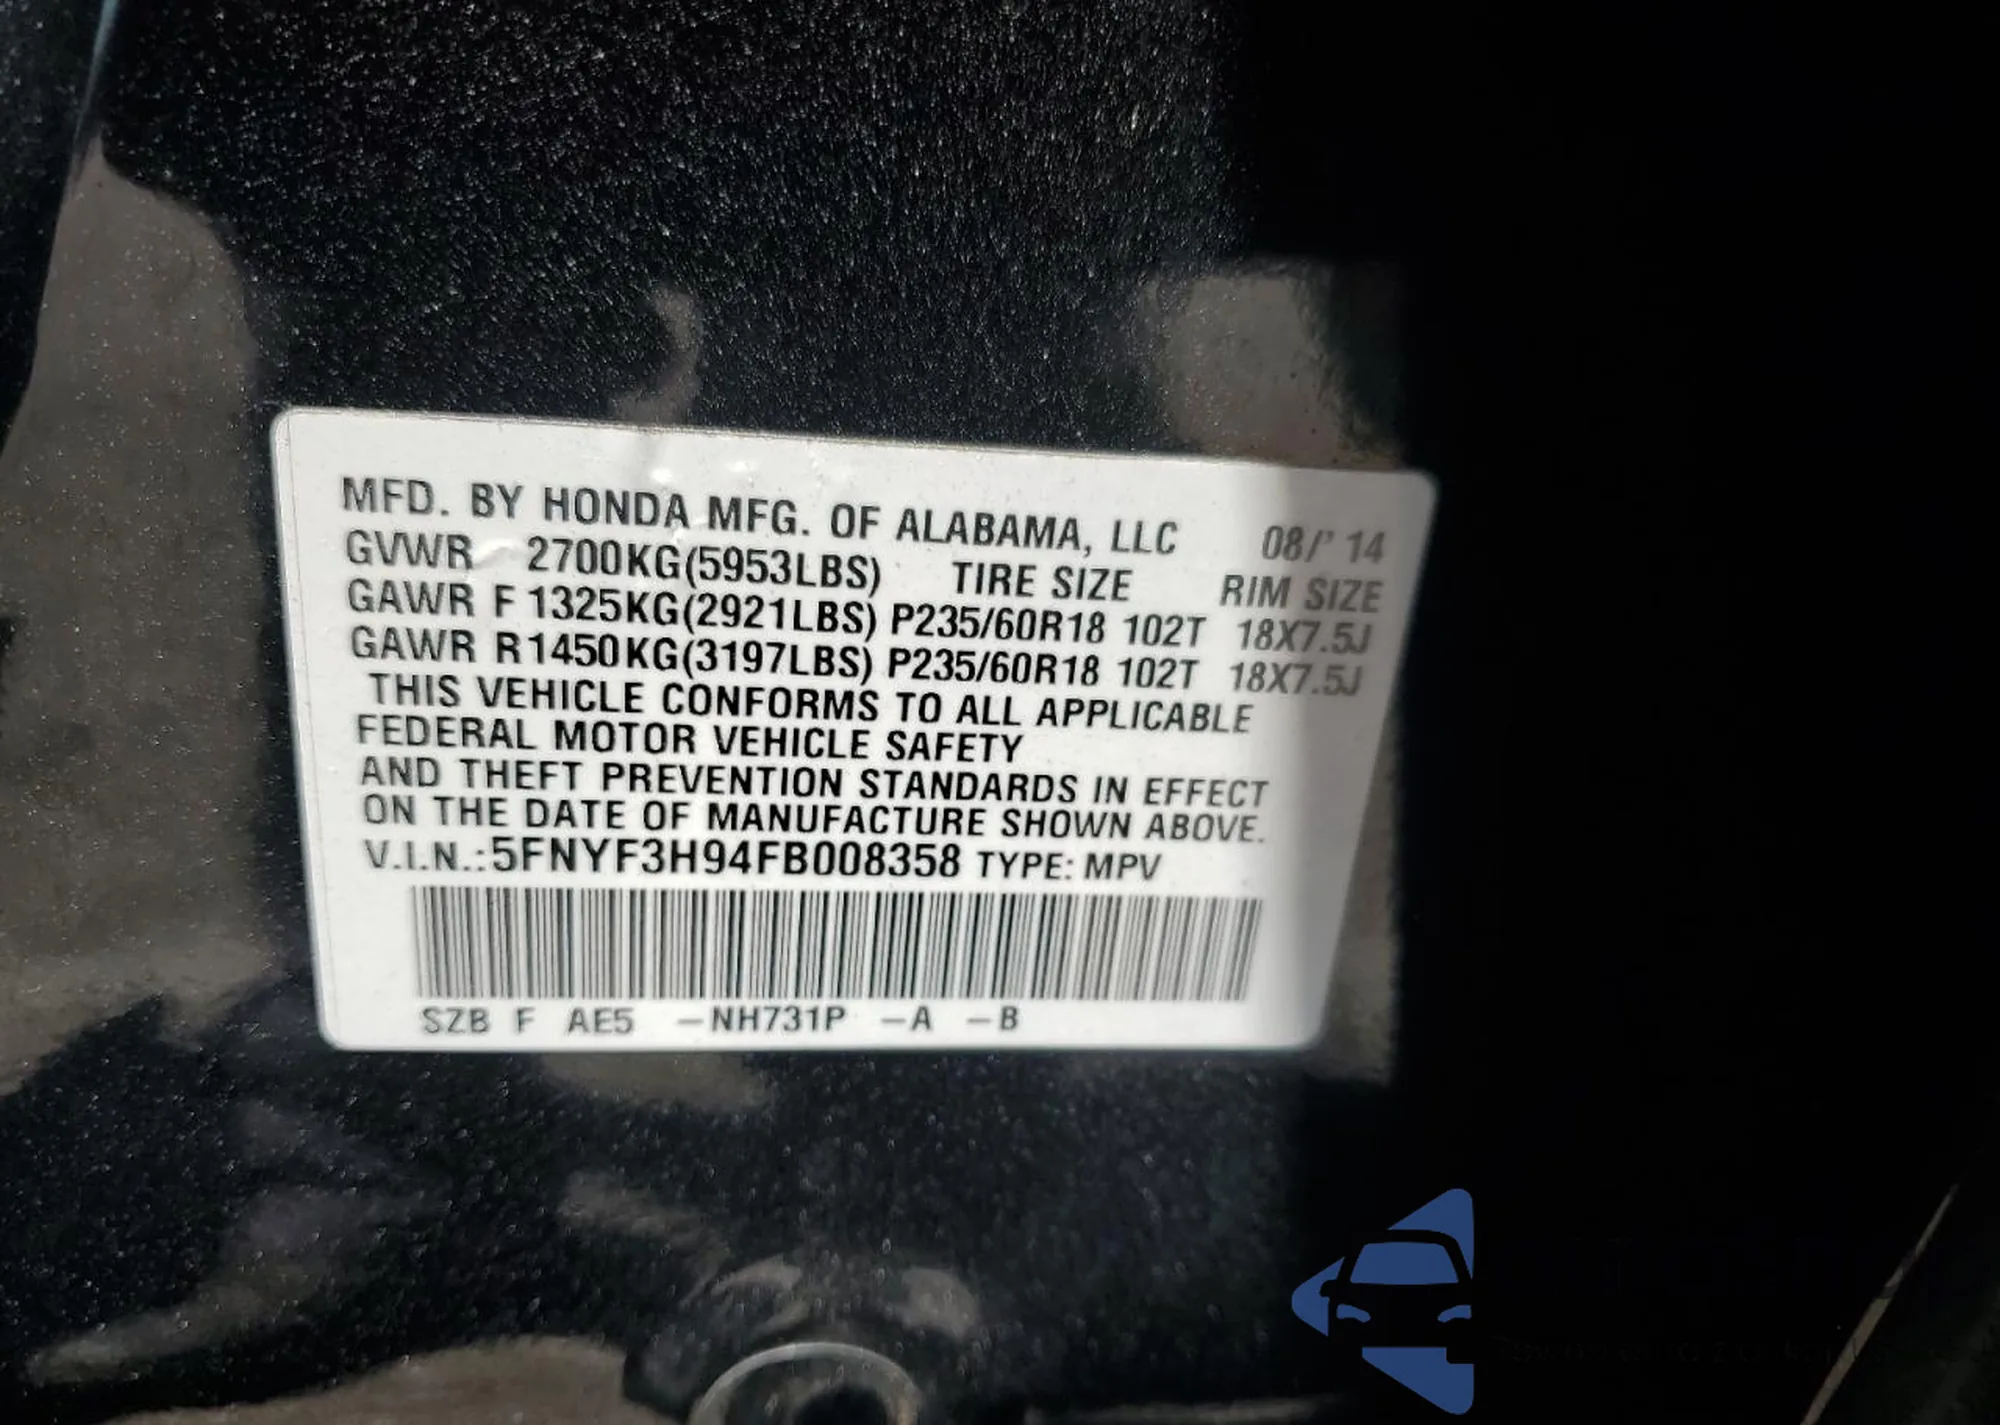 MFD. BY HONDA MFG. OF ALABAMA, LLC 08/' 14
GVWR 2700KG(5953LBS) TIRE SIZE RIM SIZE
GAWR F 1325KG(2921LBS) P235/60R18 102T 18X7.5J
GAWR R1450KG(3197LBS) P235/60R18 102T 18X7.5J
THIS VEHICLE CONFORMS TO ALL APPLICABLE
FEDERAL MOTOR VEHICLE SAFETY
AND THEFT PREVENTION STANDARDS IN EFFECT
ON THE DATE OF MANUFACTURE SHOWN ABOVE.
V.I.N.:5FNYF3H94FB008358 TYPE: MPV
SZB F AE5 -NH731P -A -B